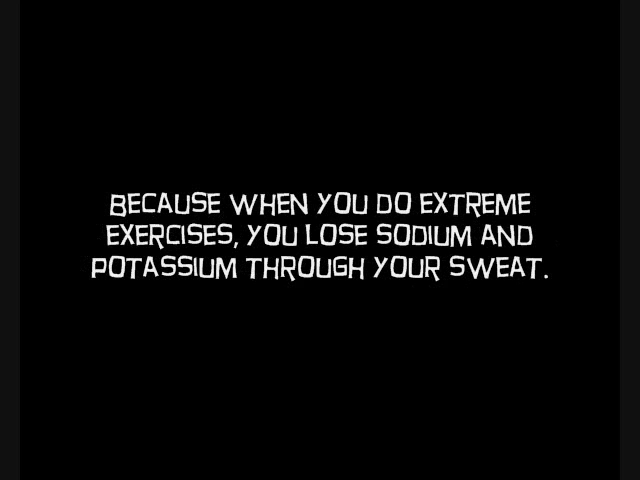 BECAUSE WHEN YOU DO EXTREME
EXERCISES, YOU LOSE SODIUM AND
POTASSIUM THROUGH YOUR SWEAT.